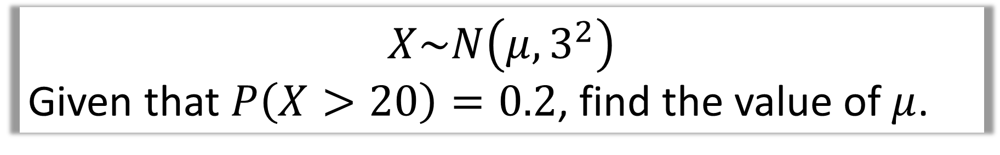 X~N(μ, 3²)
Given that P(X > 20) = 0.2, find the value of μ.